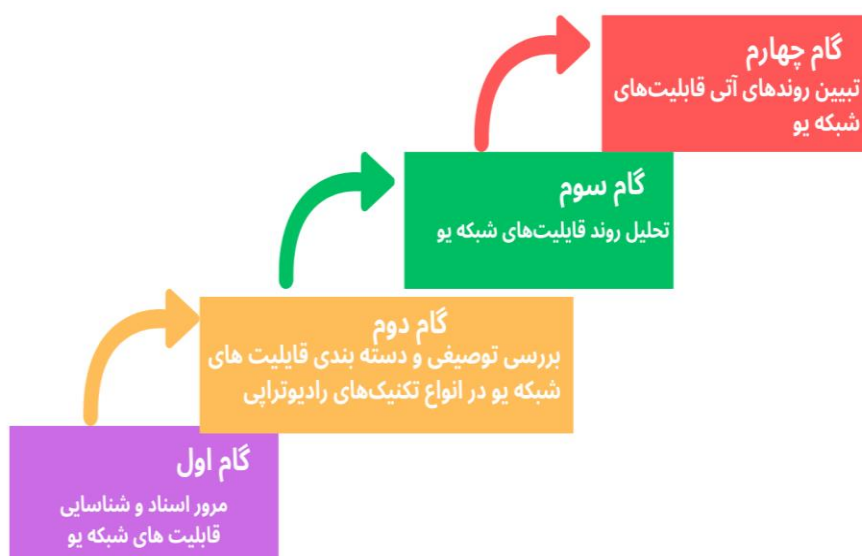 گام چهارم
تبیین روندهای آتی قابلیت‌های
شبکه یو
گام سوم
تحلیل روند قایلیت‌های شبکه یو
گام دوم
بررسی توصیفی و دسته بندی قایلیت های
شبکه یو در انواع تکنیک‌های رادیوتراپی
گام اول
مرور اسناد و شناسایی
قابلیت های شبکه یو